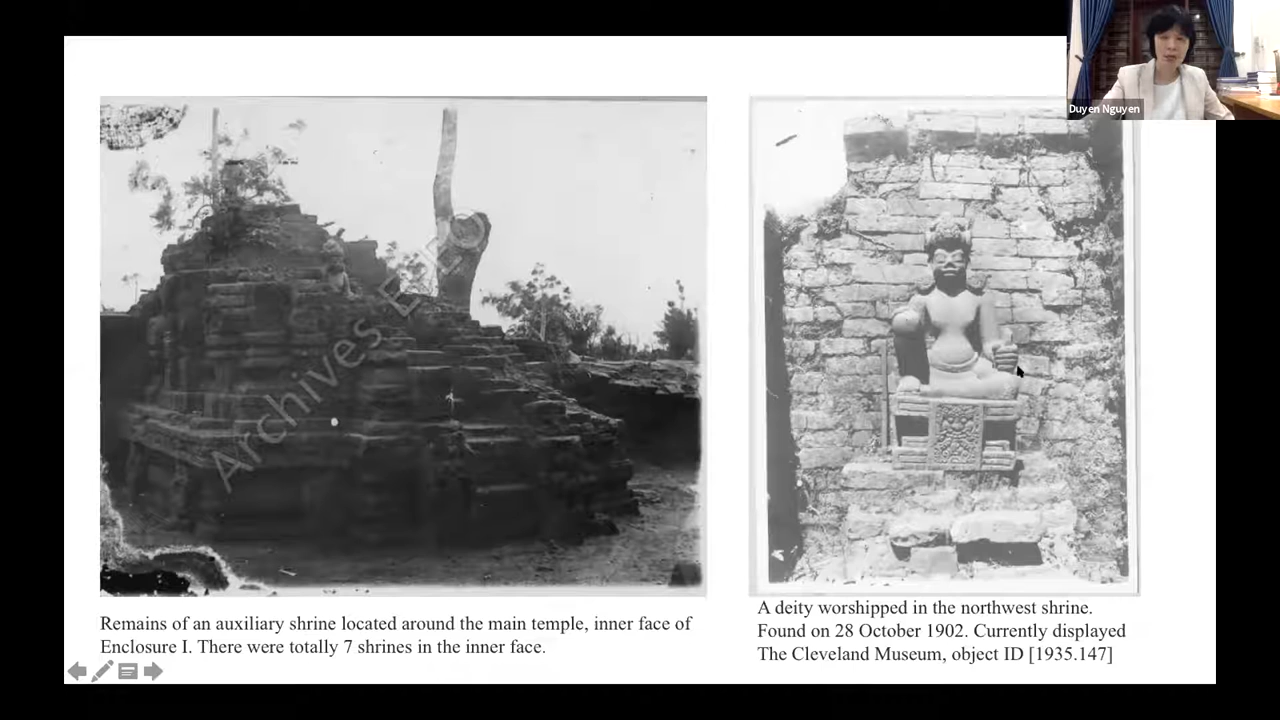 Duyen Nguyen
Archives E
Remains of an auxiliary shrine located around the main temple, inner face of
Enclosure I. There were totally 7 shrines in the inner face.
A deity worshipped in the northwest shrine.
Found on 28 October 1902. Currently displayed
The Cleveland Museum, object ID [1935.147]